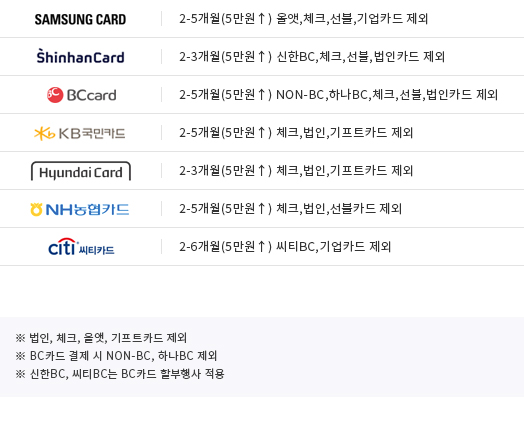 SAMSUNG CARD 2-5개월(5만원↑) 올앳,체크,선불,기업카드 제외
ShinhanCard 2-3개월(5만원↑) 신한BC,체크,선불,법인카드 제외
BCcard 2-5개월(5만원↑) NON-BC,하나BC,체크,선불,법인카드 제외
KB국민카드 2-5개월(5만원↑) 체크,법인,기프트카드 제외
Hyundai Card 2-3개월(5만원↑) 체크,법인,기프트카드 제외
NH농협카드 2-5개월(5만원↑) 체크,법인,선불카드 제외
citi 씨티카드 2-6개월(5만원↑) 씨티BC,기업카드 제외
※ 법인, 체크, 올앳, 기프트카드 제외
※ BC카드 결제 시 NON-BC, 하나BC 제외
※ 신한BC, 씨티BC는 BC카드 할부행사 적용